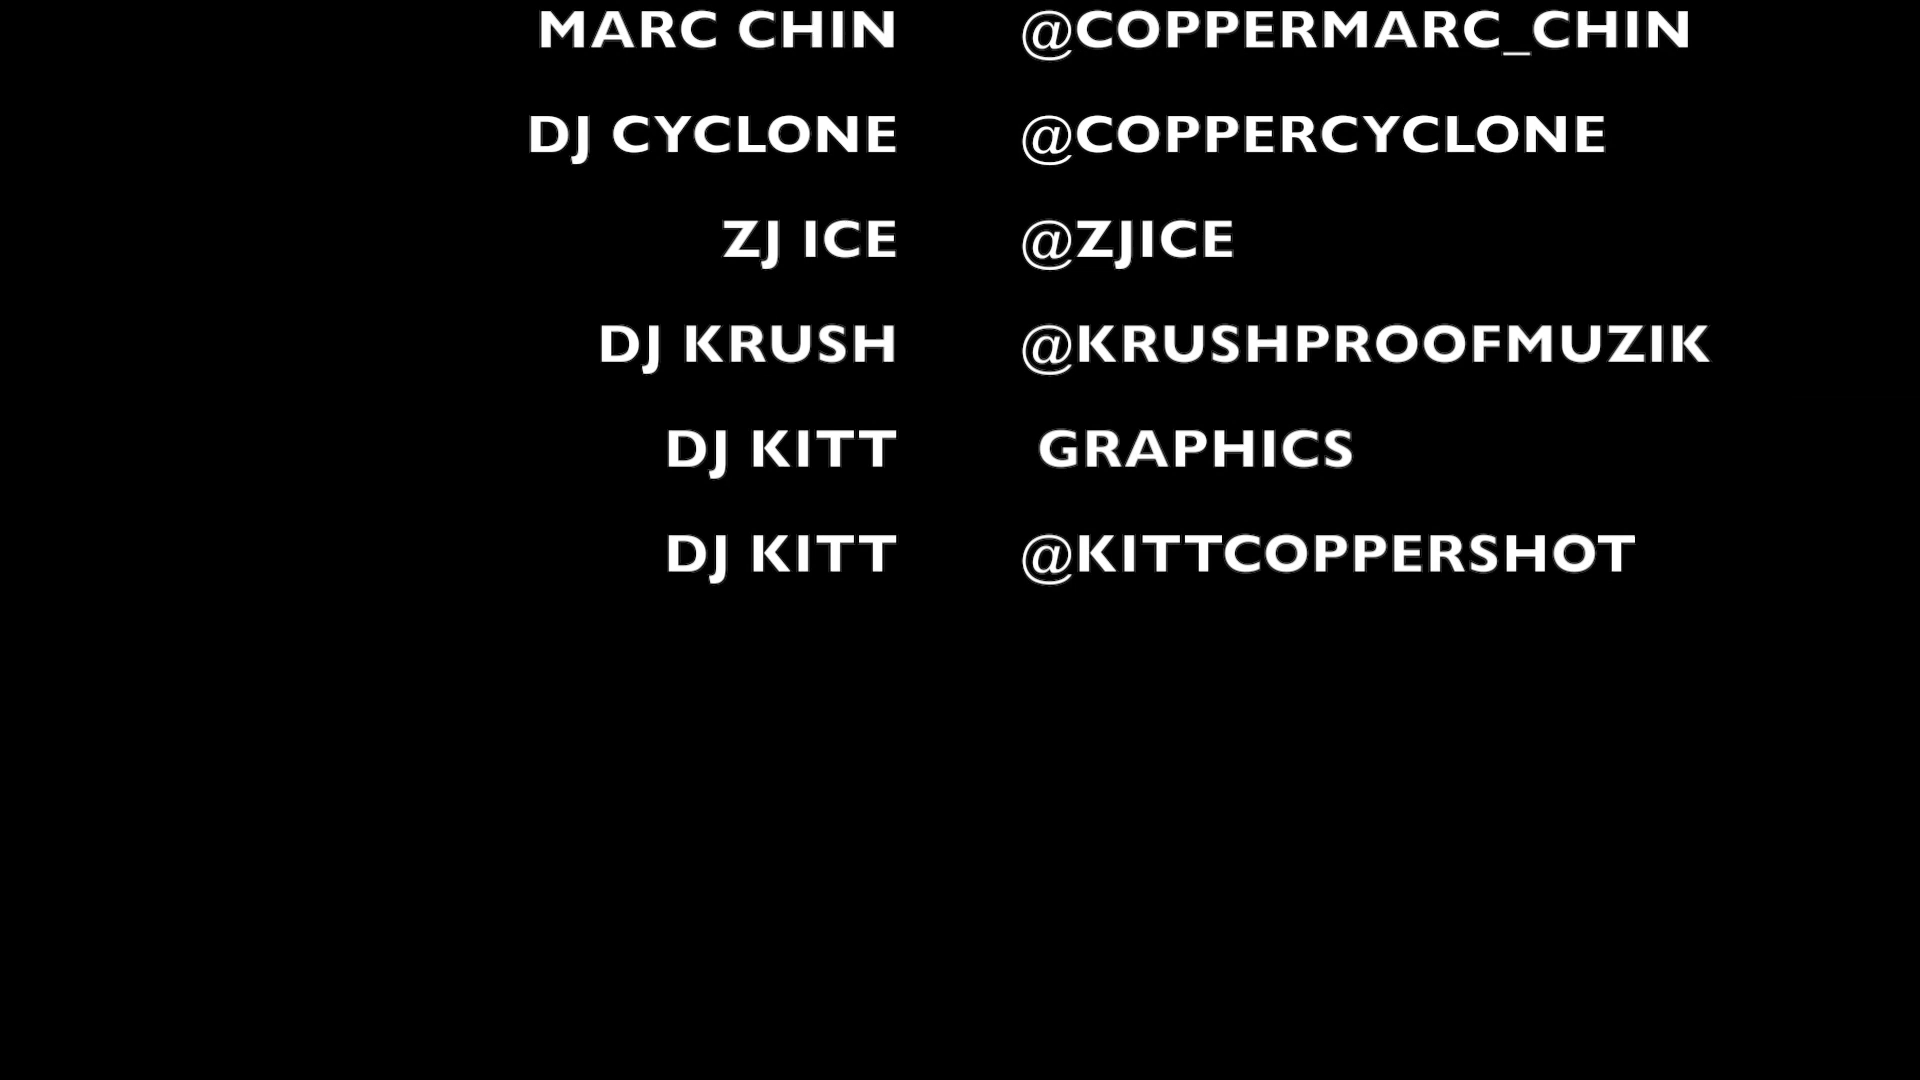 MARC CHIN @COPPERMARC_CHIN
DJ CYCLONE @COPPERCYCLONE
ZJ ICE @ZJICE
DJ KRUSH @KRUSHPROOFMUZIK
DJ KITT GRAPHICS
DJ KITT @KITTCOPPERSHOT